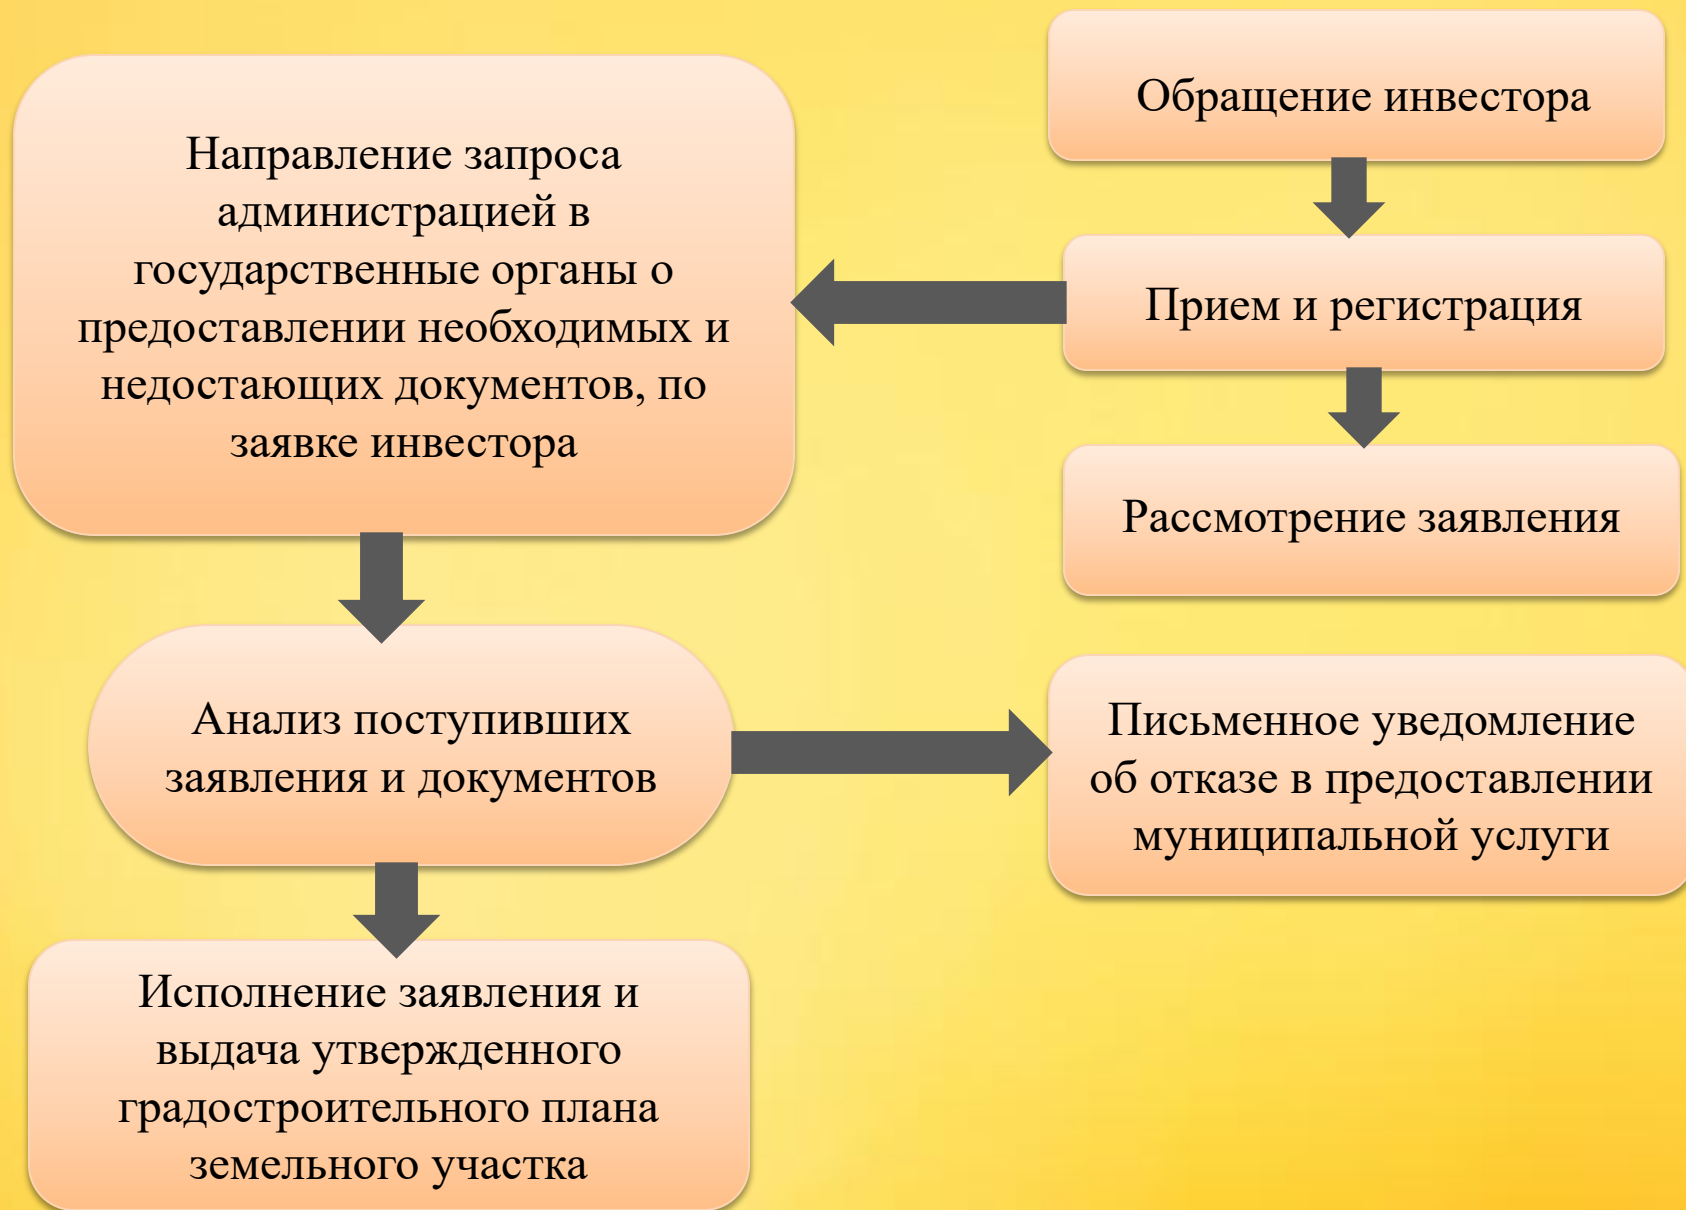 Обращение инвестора
Прием и регистрация
Рассмотрение заявления
Направление запроса
администрацией в
государственные органы о
предоставлении необходимых и
недостающих документов, по
заявке инвестора
Анализ поступивших
заявления и документов
Письменное уведомление
об отказе в предоставлении
муниципальной услуги
Исполнение заявления и
выдача утвержденного
градостроительного плана
земельного участка